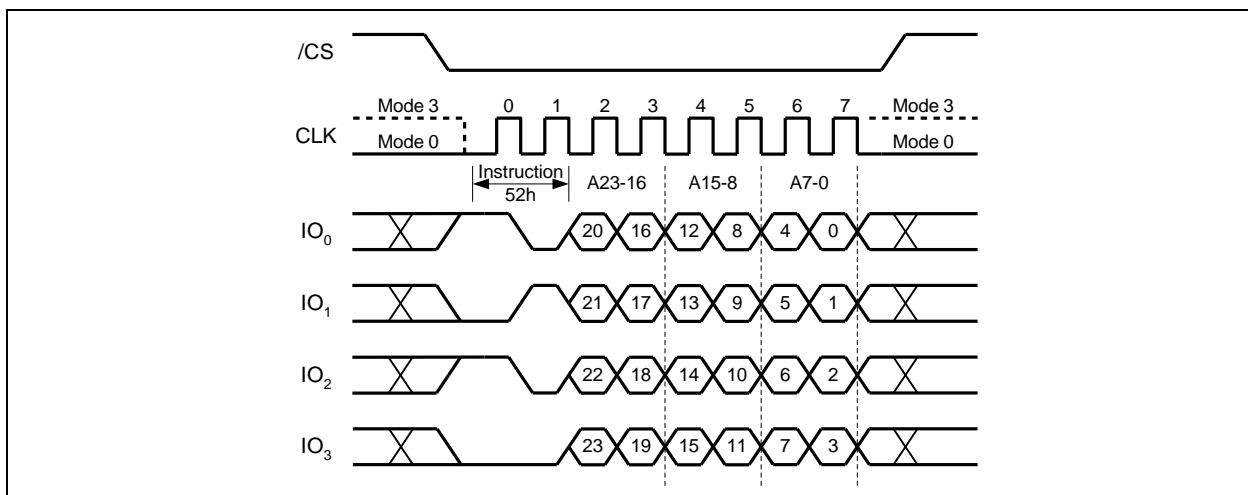 /CS
Mode 3 0 1 2 3 4 5 6 7 Mode 3
CLK
Mode 0 Mode 0
Instruction A23-16 A15-8 A7-0
52h
IO0 20 16 12 8 4 0
IO1 21 17 13 9 5 1
IO2 22 18 14 10 6 2
IO3 23 19 15 11 7 3